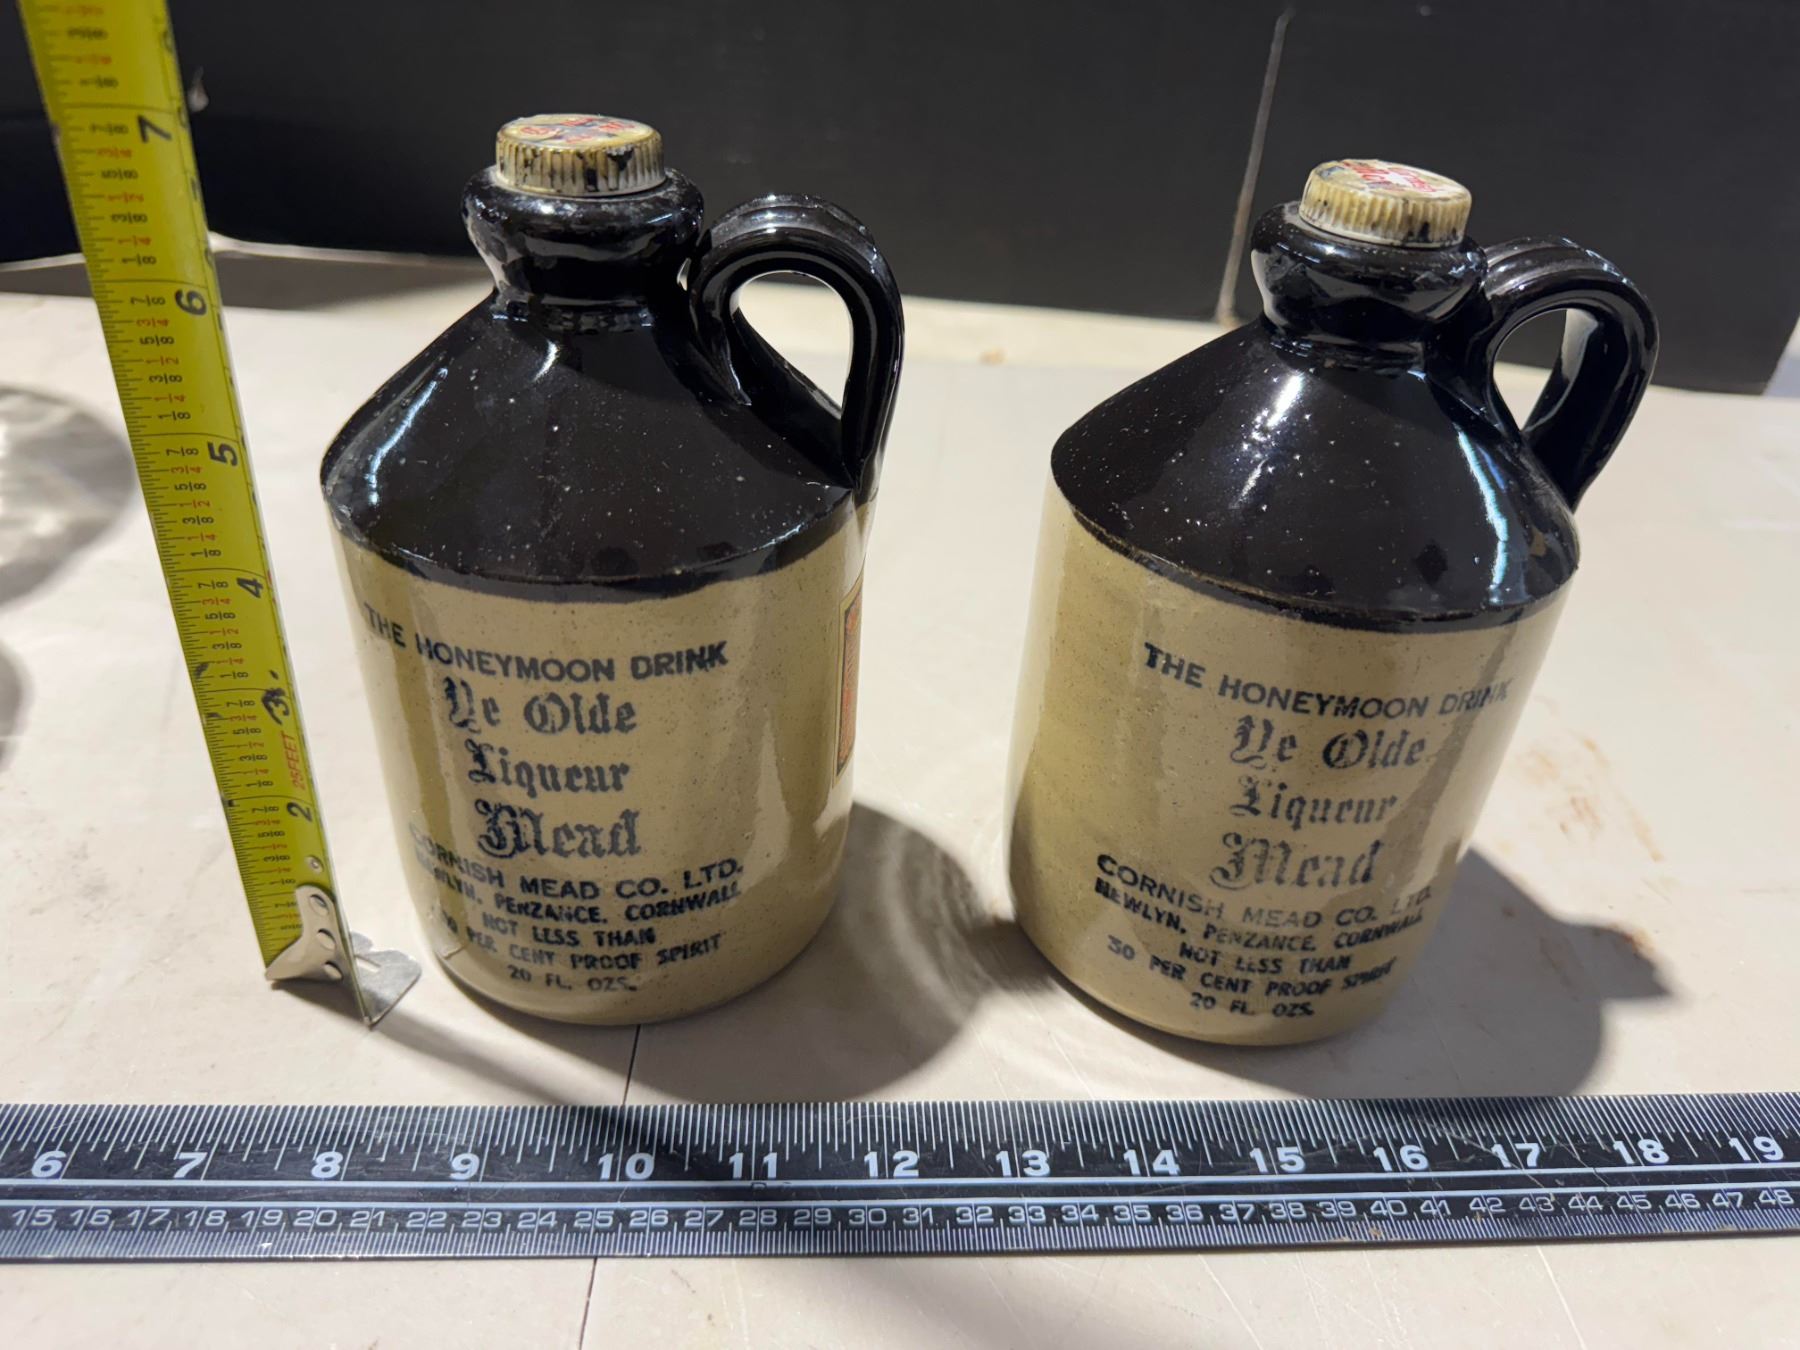 THE HONEYMOON DRINK
Ye Olde
Liqueur
Mead
CORNISH MEAD CO. LTD.
NEWLYN, PENZANCE, CORNWALL
NOT LESS THAN
PER CENT PROOF SPIRIT
20 FL. OZS.
THE HONEYMOON DRINK
Ye Olde
Liqueur
Mead
CORNISH MEAD CO. LTD.
NEWLYN, PENZANCE, CORNWALL
NOT LESS THAN
30 PER CENT PROOF SPIRIT
20 FL. OZS.
7
6
5
4
3
25FEET
2
6 7 8 9 10 11 12 13 14 15 16 17 18 19
15 16 17 18 19 20 21 22 23 24 25 26 27 28 29 30 31 32 33 34 35 36 37 38 39 40 41 42 43 44 45 46 47 48